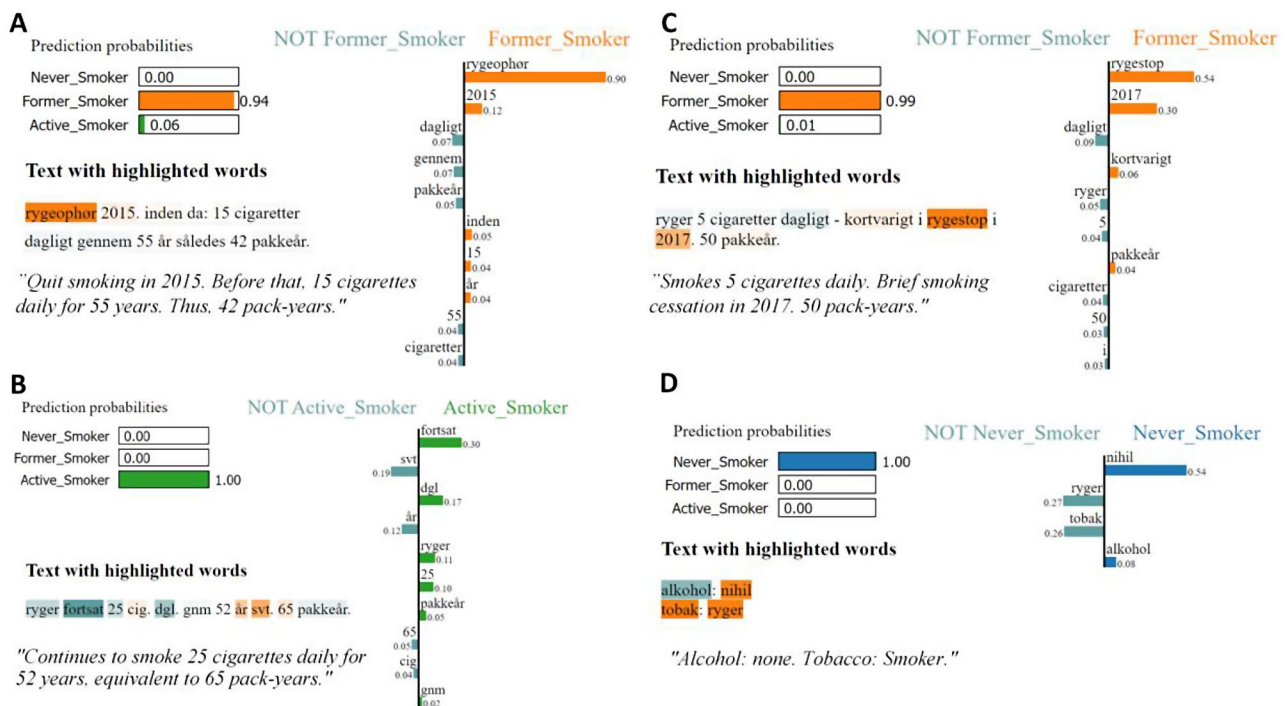 A
Prediction probabilities
Never_Smoker 0.00
Former_Smoker 0.94
Active_Smoker 0.06
NOT Former_Smoker Former_Smoker
rygeophør
0.90
2015
0.12
dagligt
0.07
gennem
0.07
pakkeår
0.05
inden
0.05
15
0.04
år
0.04
55
0.04
cigaretter
0.04
Text with highlighted words
rygeophør 2015. inden da: 15 cigaretter
dagligt gennem 55 år således 42 pakkeår.
"Quit smoking in 2015. Before that, 15 cigarettes
daily for 55 years. Thus, 42 pack-years."
B
Prediction probabilities
Never_Smoker 0.00
Former_Smoker 0.00
Active_Smoker 1.00
NOT Active_Smoker Active_Smoker
fortsat
0.30
svt
0.19
dgl
0.17
år
0.12
ryger
0.11
25
0.10
pakkeår
0.05
65
0.05
cig
0.04
gnm
0.02
Text with highlighted words
ryger fortsat 25 cig. dgl. gnm 52 år svt. 65 pakkeår.
"Continues to smoke 25 cigarettes daily for
52 years, equivalent to 65 pack-years."
C
Prediction probabilities
Never_Smoker 0.00
Former_Smoker 0.99
Active_Smoker 0.01
NOT Former_Smoker Former_Smoker
rygestop
0.54
2017
0.30
dagligt
0.09
kortvarigt
0.06
ryger
0.05
5
0.04
pakkeår
0.04
cigaretter
0.04
50
0.03
i
0.03
Text with highlighted words
ryger 5 cigaretter dagligt - kortvarigt i rygestop i
2017. 50 pakkeår.
"Smokes 5 cigarettes daily. Brief smoking
cessation in 2017. 50 pack-years."
D
Prediction probabilities
Never_Smoker 1.00
Former_Smoker 0.00
Active_Smoker 0.00
NOT Never_Smoker Never_Smoker
nihil
0.54
ryger
0.27
tobak
0.26
alkohol
0.08
Text with highlighted words
alkohol: nihil
tobak: ryger
"Alcohol: none. Tobacco: Smoker."